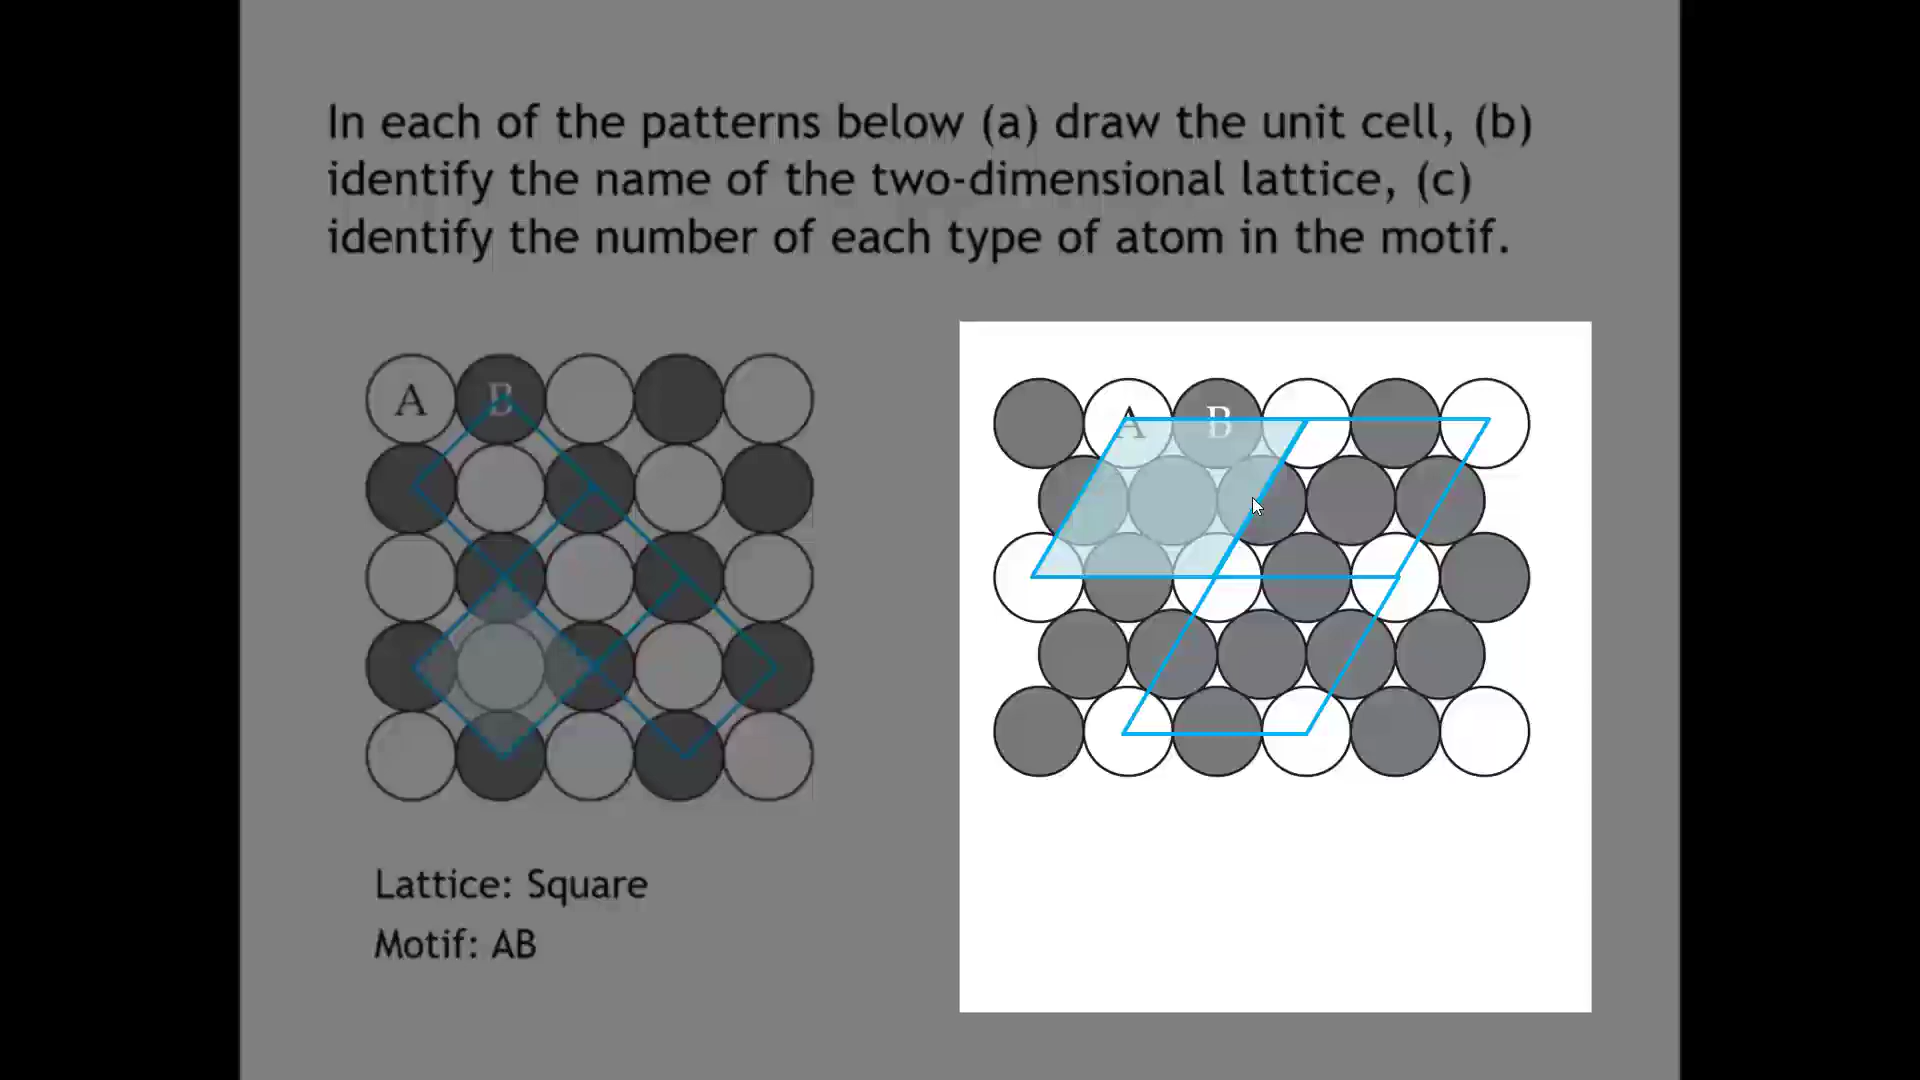 In each of the patterns below (a) draw the unit cell, (b)
identify the name of the two-dimensional lattice, (c)
identify the number of each type of atom in the motif.
A B
A B
Lattice: Square
Motif: AB